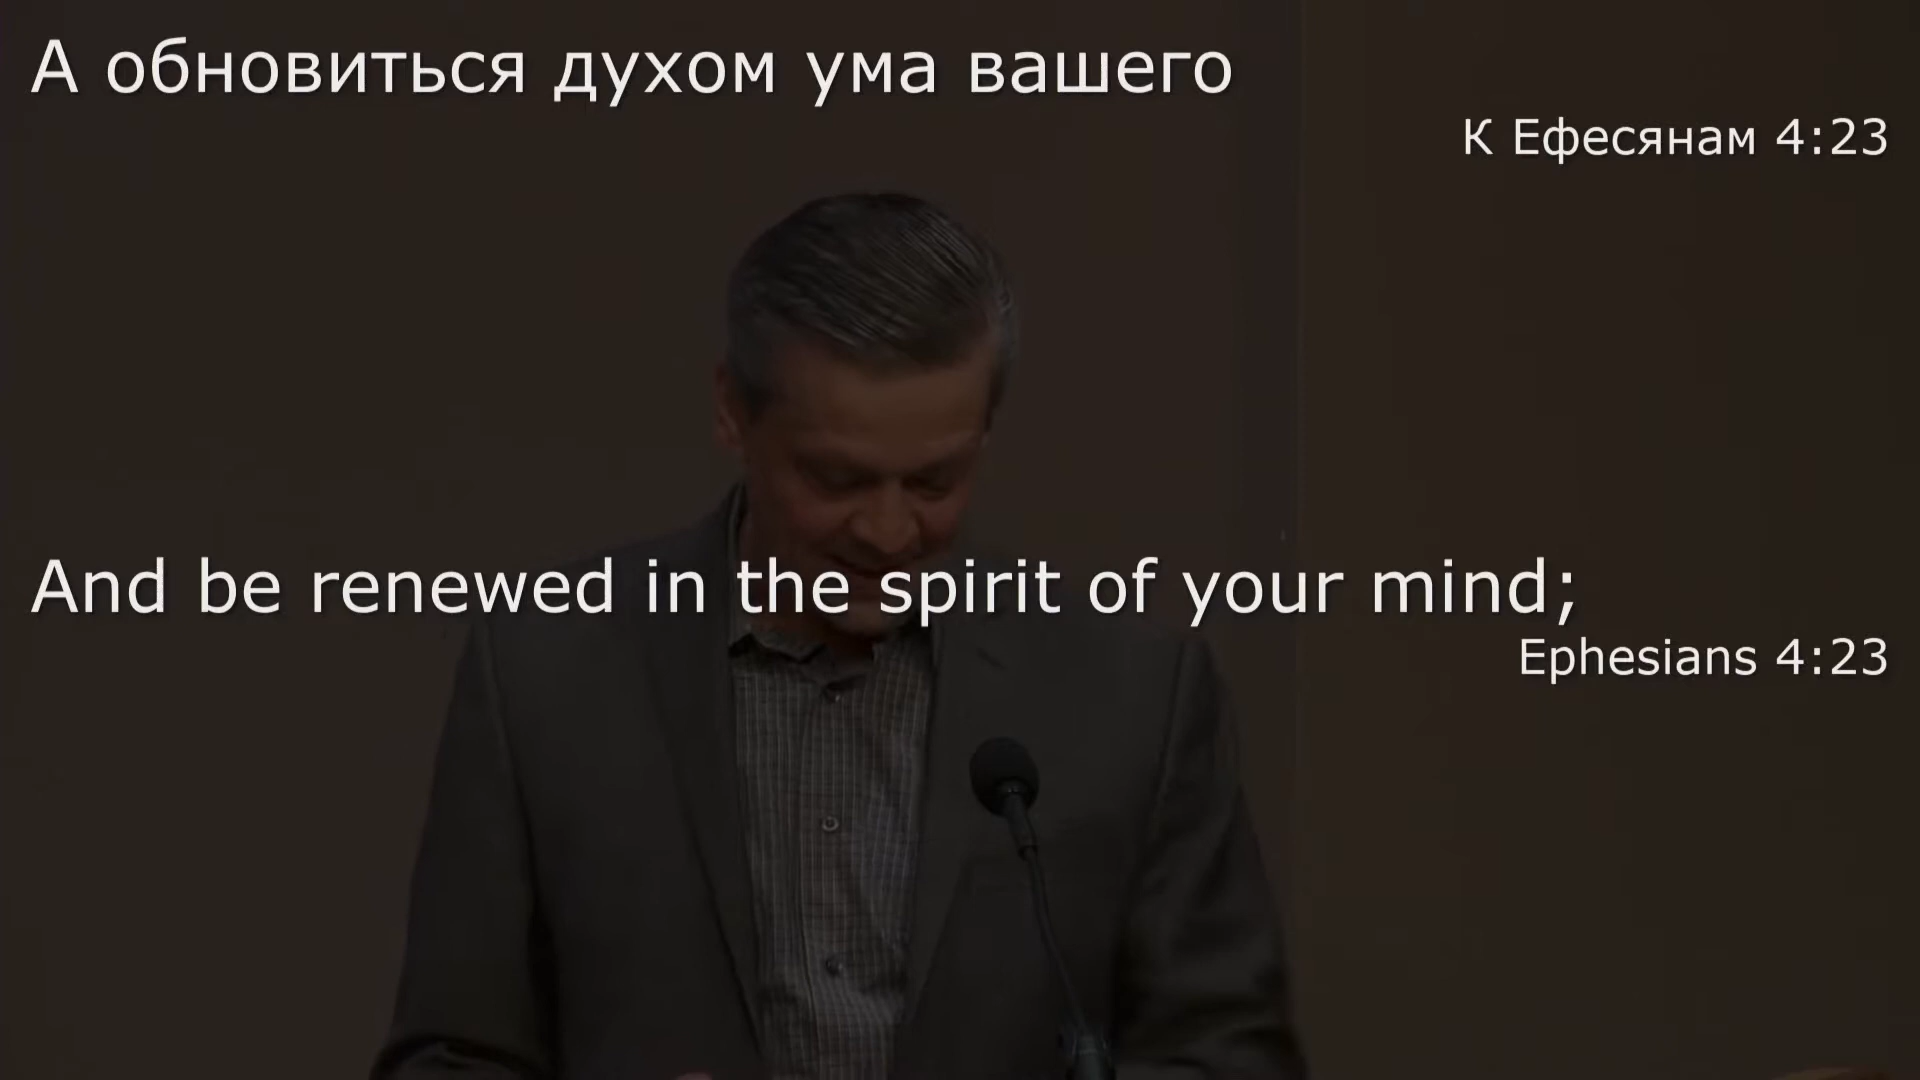 А обновиться духом ума вашего
К Ефесянам 4:23
And be renewed in the spirit of your mind;
Ephesians 4:23